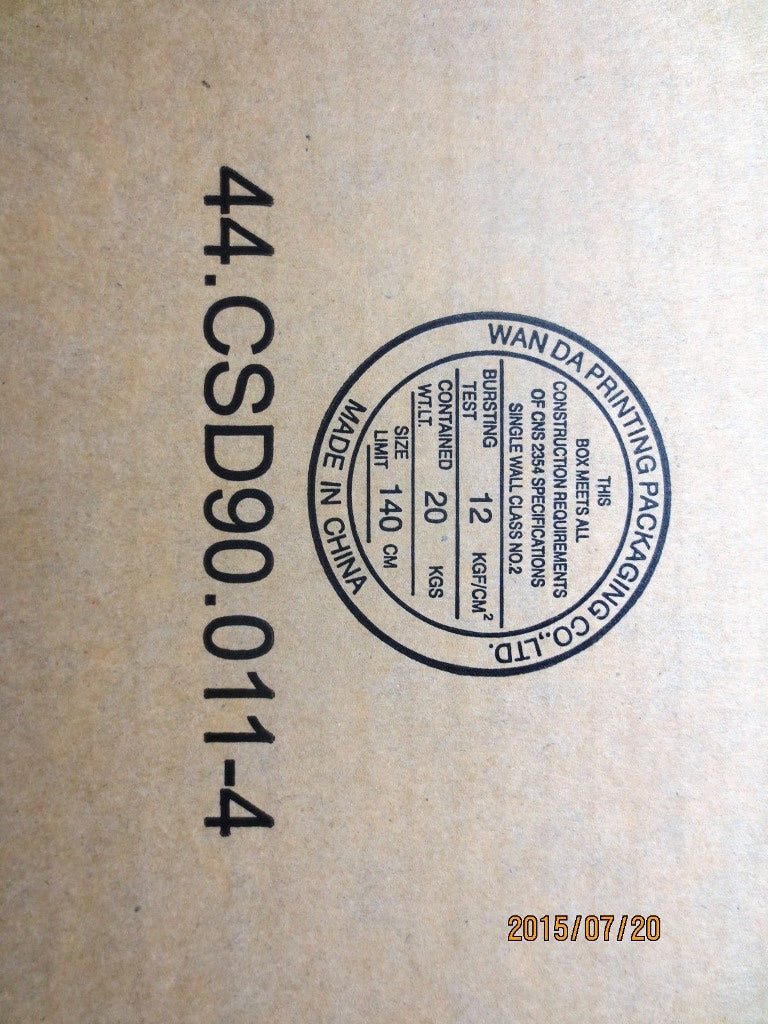 WAN DA PRINTING PACKAGING CO.,LTD.
THIS
BOX MEETS ALL
CONSTRUCTION REQUIREMENTS
OF CNS 2354 SPECIFICATIONS
SINGLE WALL CLASS NO.2
BURSTING TEST 12 KGF/CM²
CONTAINED WT.LT. 20 KGS
SIZE LIMIT 140 CM
MADE IN CHINA
44.CSD90.011-4
2015/07/20